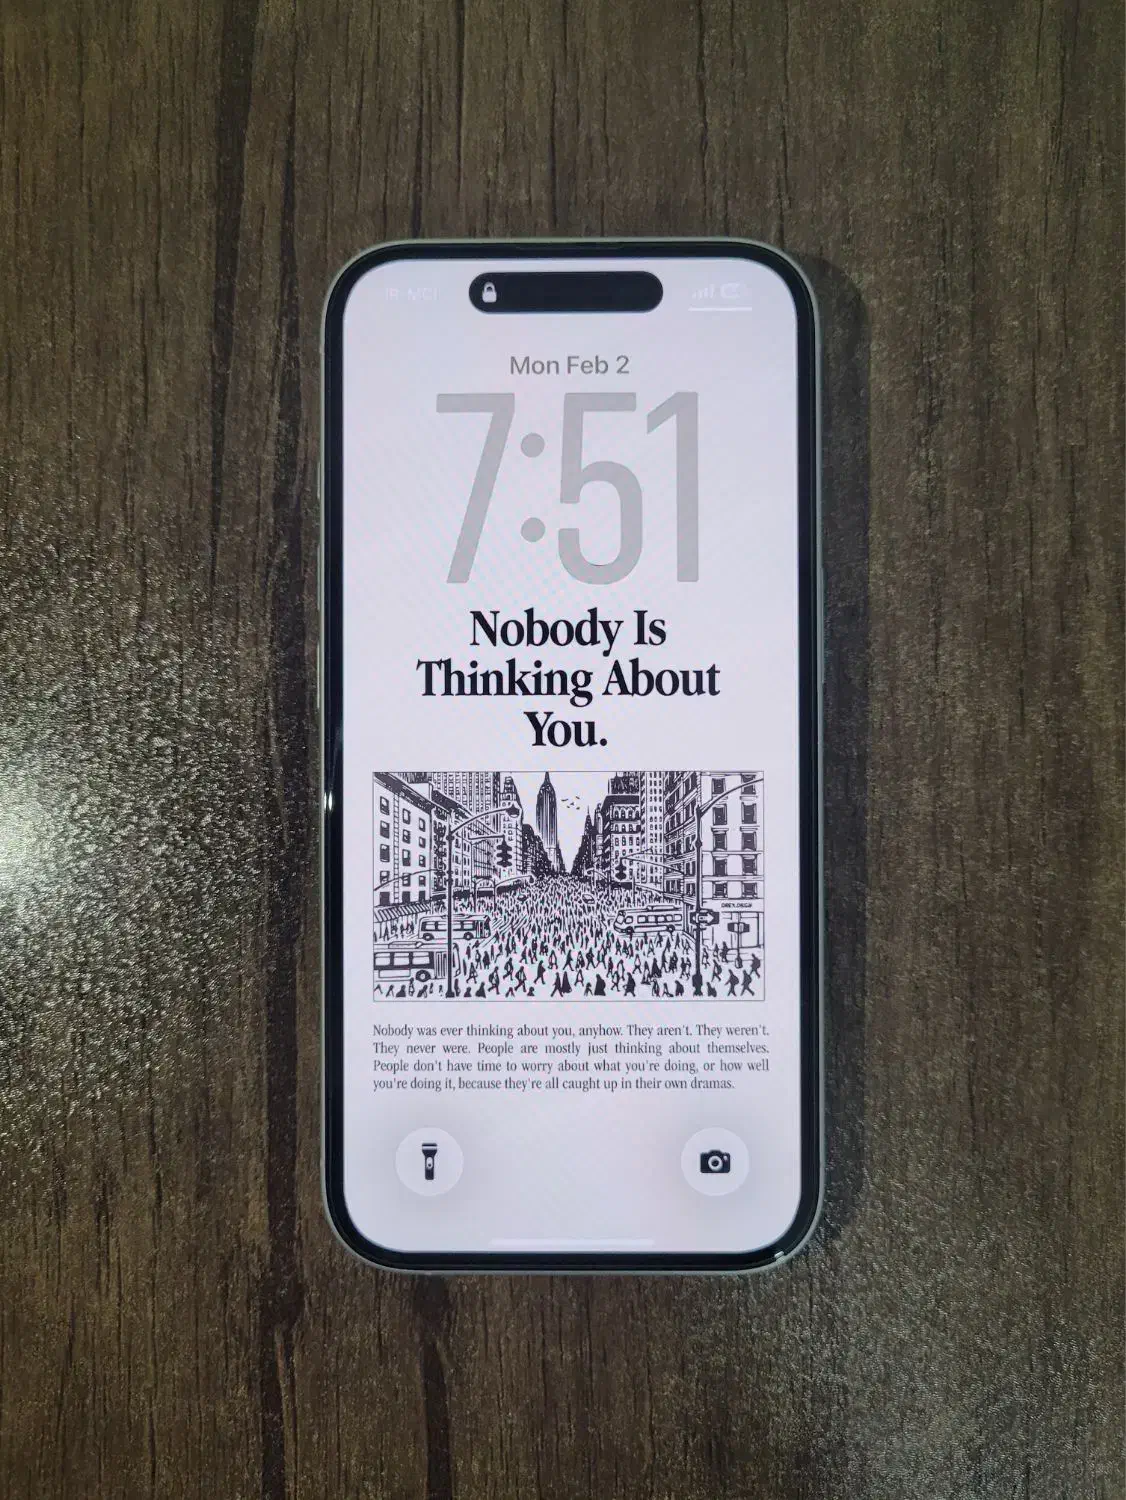 IR-MCI
Mon Feb 2
7:51
Nobody Is
Thinking About
You.
Nobody was ever thinking about you, anyhow. They aren't. They weren't.
They never were. People are mostly just thinking about themselves.
People don't have time to worry about what you're doing, or how well
you're doing it, because they're all caught up in their own dramas.